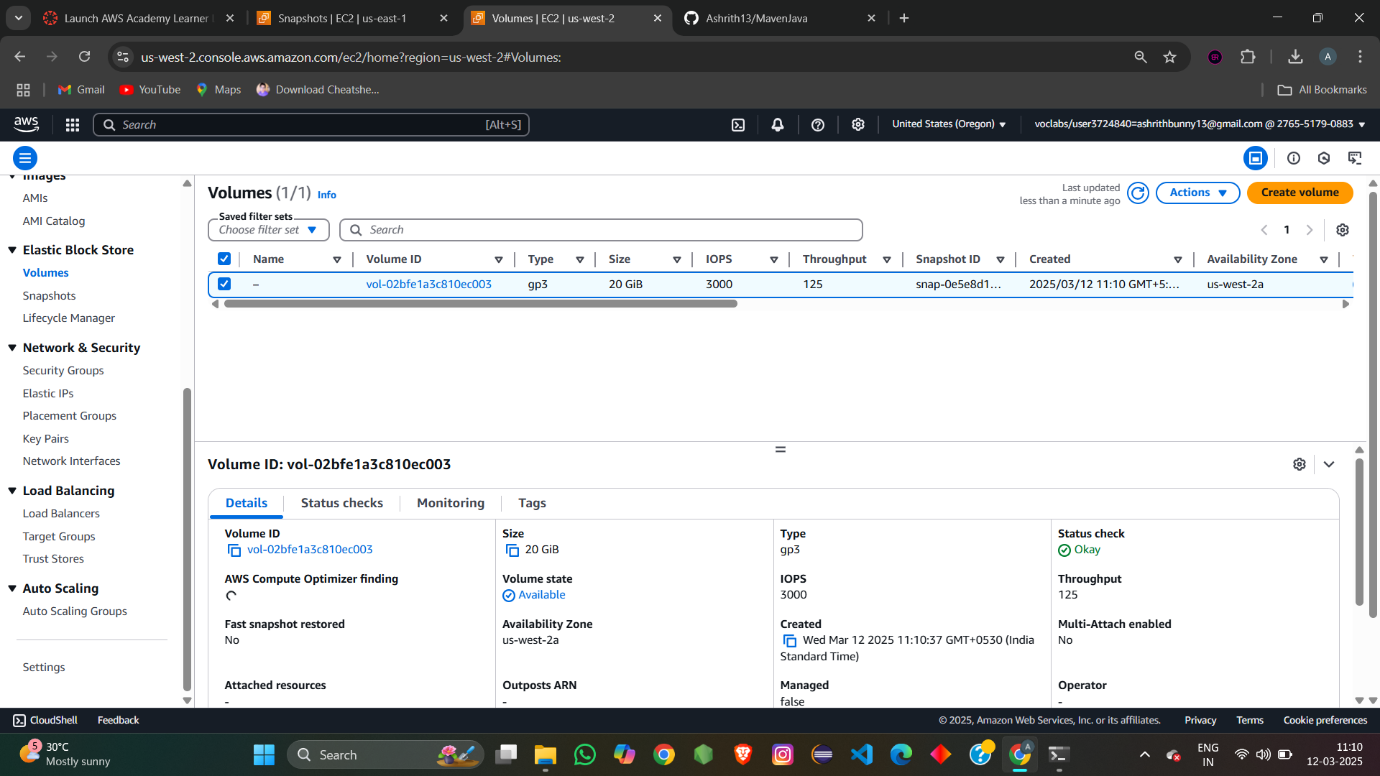 Launch AWS Academy Learner
Snapshots | EC2 | us-east-1
Volumes | EC2 | us-west-2
Ashrith13/MavenJava
us-west-2.console.aws.amazon.com/ec2/home?region=us-west-2#Volumes:
A
Gmail
YouTube
Maps
Download Cheatshe...
All Bookmarks
aws
Search
[Alt+S]
United States (Oregon)
voclabs/user3724840=ashrithbunny13@gmail.com @ 2765-5179-0883
Images
AMIs
AMI Catalog
Elastic Block Store
Volumes
Snapshots
Lifecycle Manager
Network & Security
Security Groups
Elastic IPs
Placement Groups
Key Pairs
Network Interfaces
Load Balancing
Load Balancers
Target Groups
Trust Stores
Auto Scaling
Auto Scaling Groups
Settings
Volumes (1/1) Info
Last updated
less than a minute ago
Actions
Create volume
Saved filter sets
Choose filter set
Search
1
Name Volume ID Type Size IOPS Throughput Snapshot ID Created Availability Zone
– vol-02bfe1a3c810ec003 gp3 20 GiB 3000 125 snap-0e5e8d1... 2025/03/12 11:10 GMT+5:... us-west-2a
Volume ID: vol-02bfe1a3c810ec003
Details Status checks Monitoring Tags
Volume ID
vol-02bfe1a3c810ec003
Size
20 GiB
Type
gp3
Status check
Okay
AWS Compute Optimizer finding
Volume state
Available
IOPS
3000
Throughput
125
Fast snapshot restored
No
Availability Zone
us-west-2a
Created
Wed Mar 12 2025 11:10:37 GMT+0530 (India
Standard Time)
Multi-Attach enabled
No
Attached resources
-
Outposts ARN
-
Managed
false
Operator
-
CloudShell
Feedback
© 2025, Amazon Web Services, Inc. or its affiliates.
Privacy
Terms
Cookie preferences
5
30°C
Mostly sunny
Search
ENG
IN
11:10
12-03-2025